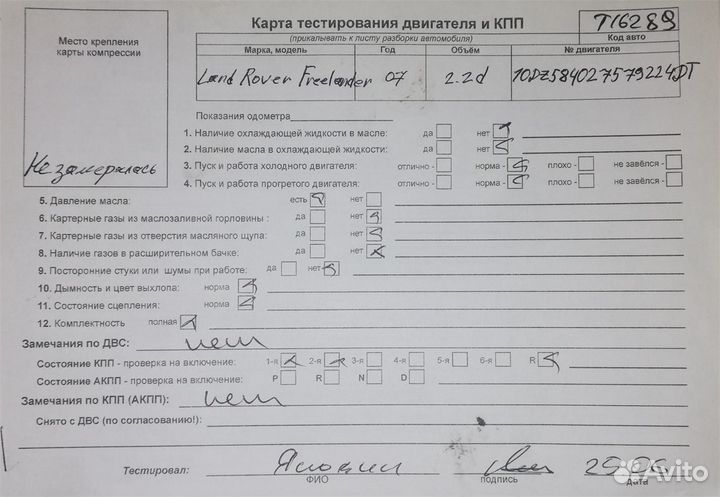 Место крепления
карты компрессии
Не замерялась
Карта тестирования двигателя и КПП
(прикалывать к листу разборки автомобиля)
T16289
Код авто
Марка, модель Год Объём № двигателя
Land Rover Freelander 07 2.2d 10DZ584027579224DT
Показания одометра
1. Наличие охлаждающей жидкости в масле: да нет
2. Наличие масла в охлаждающей жидкости: да нет
3. Пуск и работа холодного двигателя: отлично - норма - плохо - не завёлся -
4. Пуск и работа прогретого двигателя: отлично - норма - плохо - не завёлся -
5. Давление масла: есть нет
6. Картерные газы из маслозаливной горловины : да нет
7. Картерные газы из отверстия масляного щупа: да нет
8. Наличие газов в расширительном бачке: да нет
9. Посторонние стуки или шумы при работе: да нет
10. Дымность и цвет выхлопа: норма
11. Состояние сцепления: норма
12. Комплектность полная
Замечания по ДВС: нет
Состояние КПП - проверка на включение: 1-я 2-я 3-я 4-я 5-я 6-я R
Состояние АКПП - проверка на включение: P R N D
Замечания по КПП (АКПП): нет
Снято с ДВС (по согласованию!):
Тестировал:
ФИО подпись дата
Avito